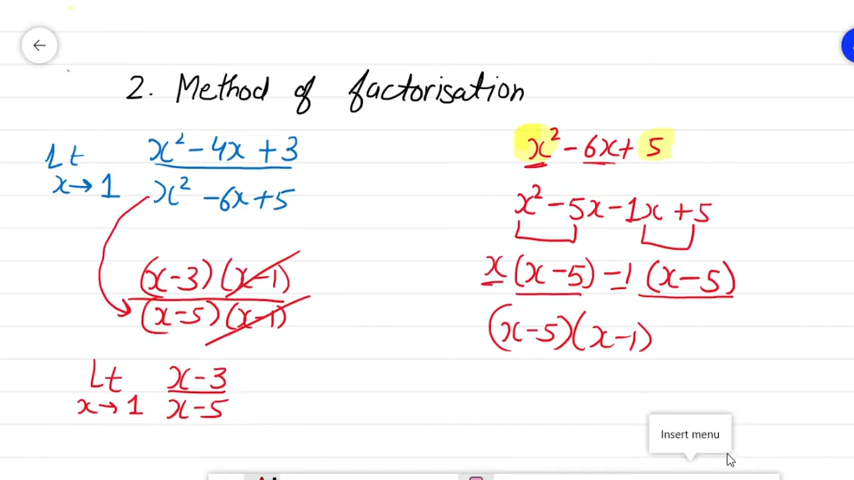 2. Method of factorisation
Lt x→1 x² - 4x + 3
x² - 6x + 5
(x-3)(x-1)
(x-5)(x-1)
Lt x→1 x-3
x-5
x² - 6x + 5
x² - 5x - 1x + 5
x(x-5) - 1(x-5)
(x-5)(x-1)
Insert menu